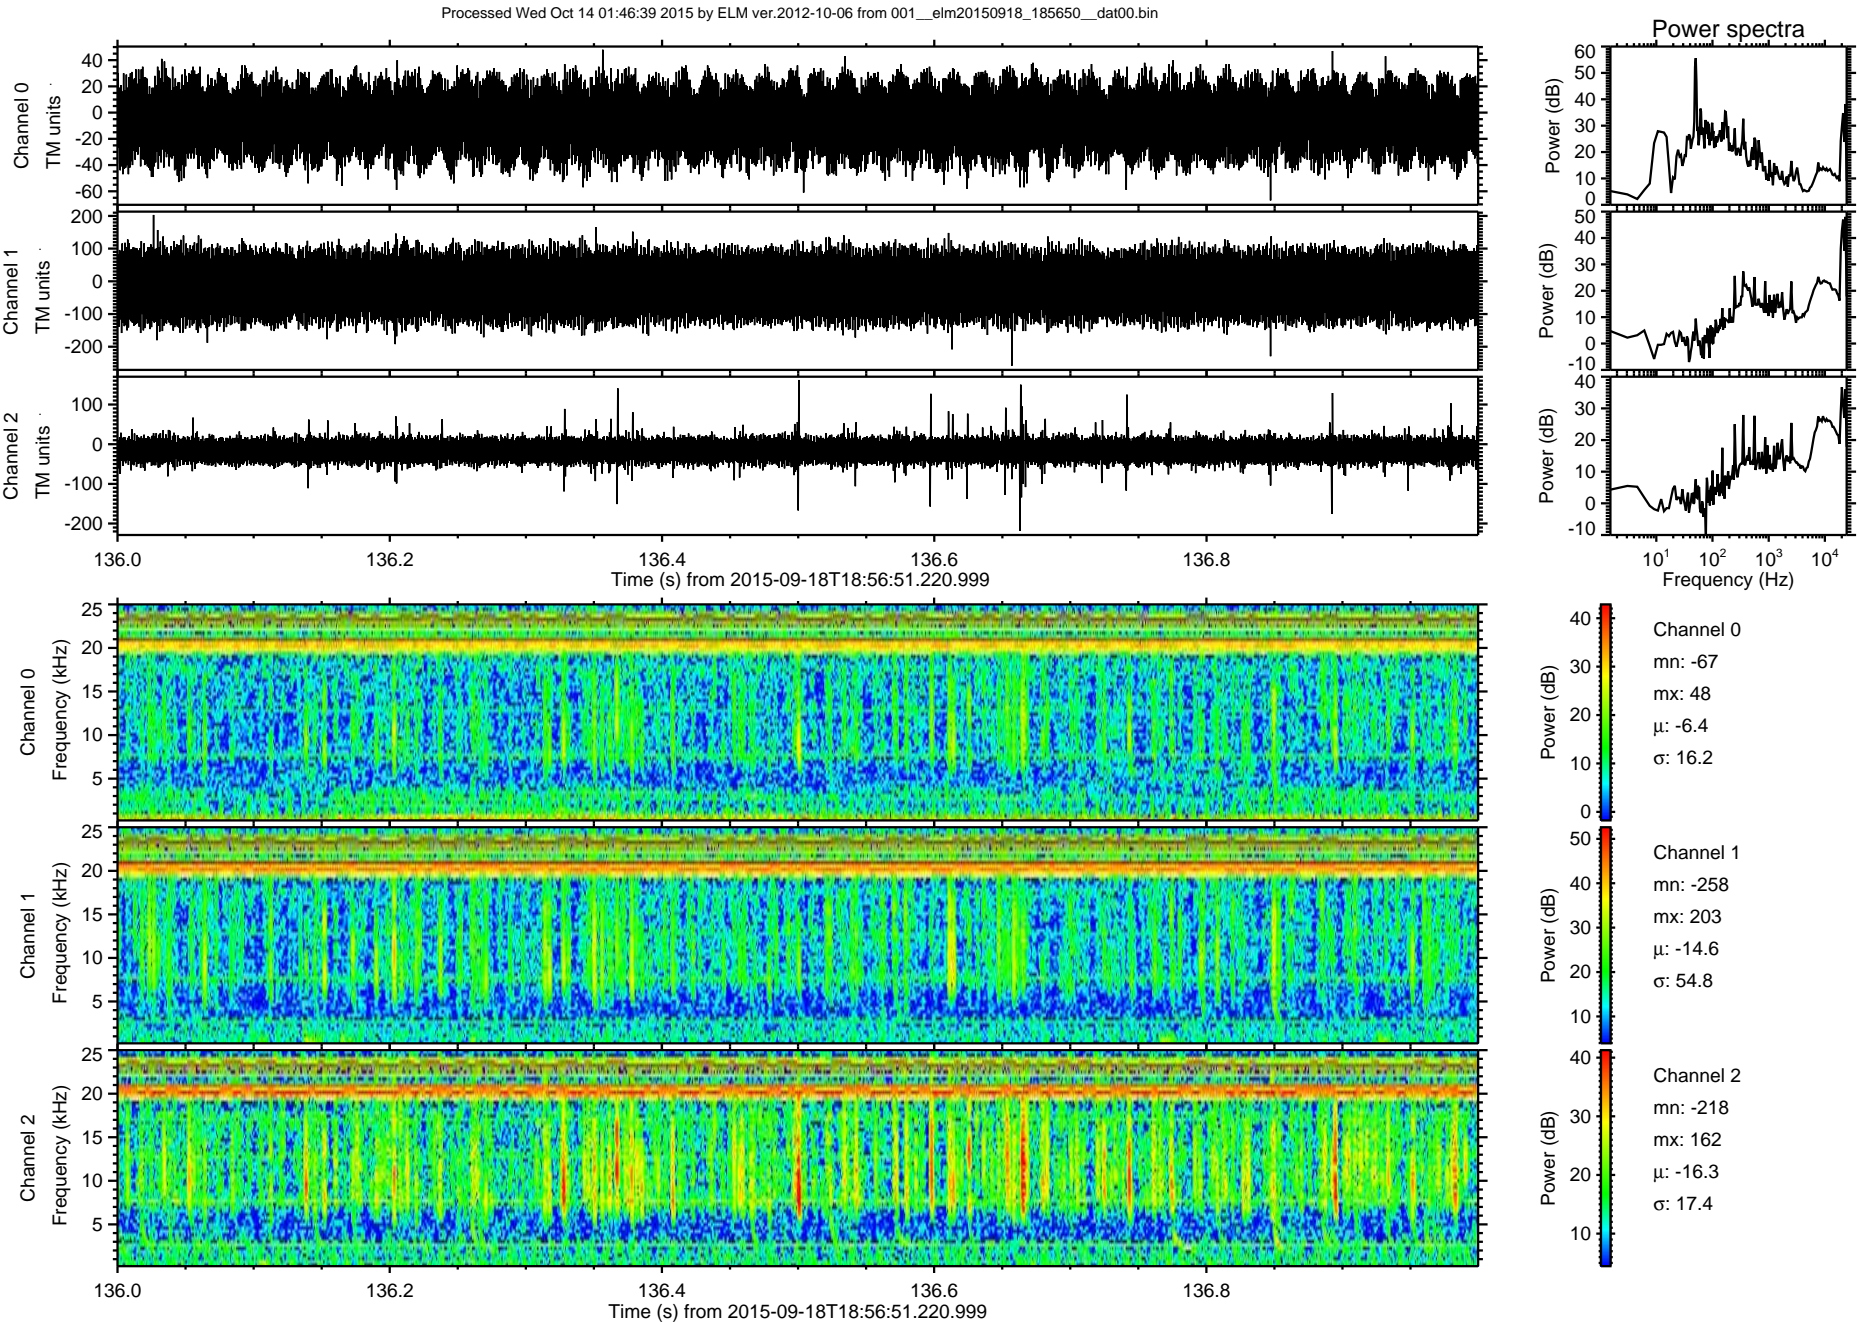 Processed Wed Oct 14 01:46:39 2015 by ELM ver.2012-10-06 from 001__elm20150918_185650__dat00.bin
Power spectra
Channel 0
TM units
40
20
0
-20
-40
-60
Power (dB)
60
50
40
30
20
10
0
Channel 1
TM units
200
100
0
-100
-200
Power (dB)
50
40
30
20
10
0
-10
Channel 2
TM units
100
0
-100
-200
Power (dB)
40
30
20
10
0
-10
136.0 136.2 136.4 136.6 136.8
Time (s) from 2015-09-18T18:56:51.220.999
10^1 10^2 10^3 10^4
Frequency (Hz)
Channel 0
Frequency (kHz)
25
20
15
10
5
Power (dB)
40
30
20
10
0
Channel 0
mn: -67
mx: 48
μ: -6.4
σ: 16.2
Channel 1
Frequency (kHz)
25
20
15
10
5
Power (dB)
50
40
30
20
10
Channel 1
mn: -258
mx: 203
μ: -14.6
σ: 54.8
Channel 2
Frequency (kHz)
25
20
15
10
5
Power (dB)
40
30
20
10
Channel 2
mn: -218
mx: 162
μ: -16.3
σ: 17.4
136.0 136.2 136.4 136.6 136.8
Time (s) from 2015-09-18T18:56:51.220.999